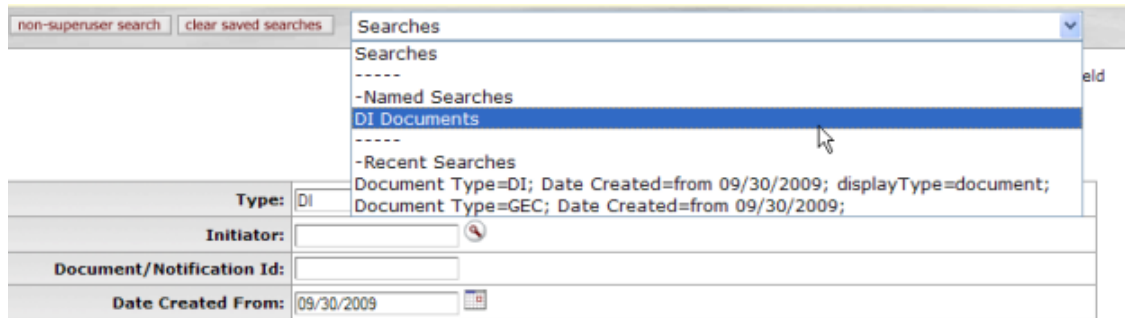 non-superuser search clear saved searches Searches
Searches
-----
-Named Searches
DI Documents
-----
-Recent Searches
Document Type=DI; Date Created=from 09/30/2009; displayType=document;
Document Type=GEC; Date Created=from 09/30/2009;
eld
Type: DI
Initiator:
Document/Notification Id:
Date Created From: 09/30/2009